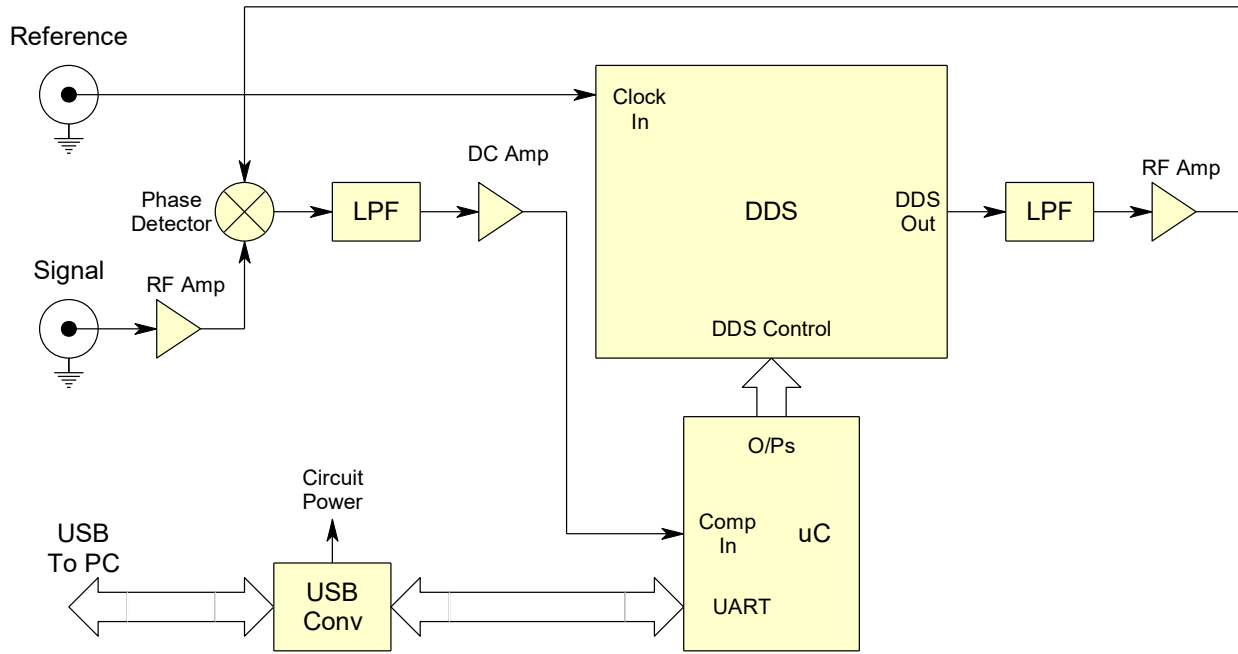 Reference
Clock
In
DC Amp
RF Amp
Phase
Detector
LPF
DDS
DDS
Out
LPF
Signal
RF Amp
DDS Control
O/Ps
Circuit
Power
USB
To PC
Comp
In
uC
USB
Conv
UART